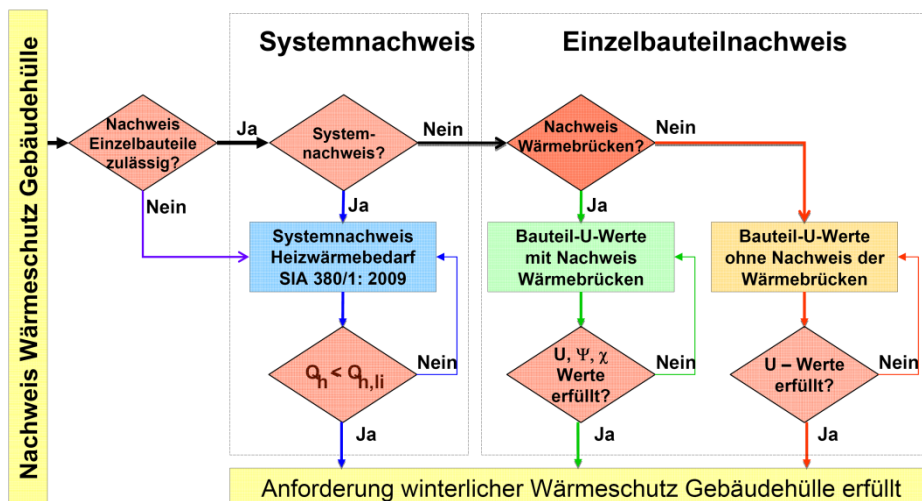 Nachweis Wärmeschutz Gebäudehülle
Systemnachweis
Einzelbauteilnachweis
Nachweis
Einzelbauteile
zulässig?
Ja
Nein
System-
nachweis?
Nein
Ja
Nachweis
Wärmebrücken?
Nein
Ja
Systemnachweis
Heizwärmebedarf
SIA 380/1: 2009
Bauteil-U-Werte
mit Nachweis
Wärmebrücken
Bauteil-U-Werte
ohne Nachweis der
Wärmebrücken
Qh < Qh,li
Nein
Ja
U, Ψ, χ
Werte
erfüllt?
Nein
Ja
U – Werte
erfüllt?
Nein
Ja
Anforderung winterlicher Wärmeschutz Gebäudehülle erfüllt